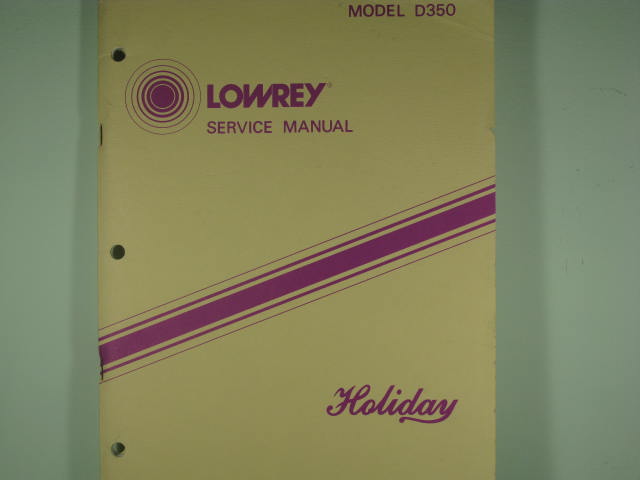 MODEL D350
LOWREY®
SERVICE MANUAL
Holiday